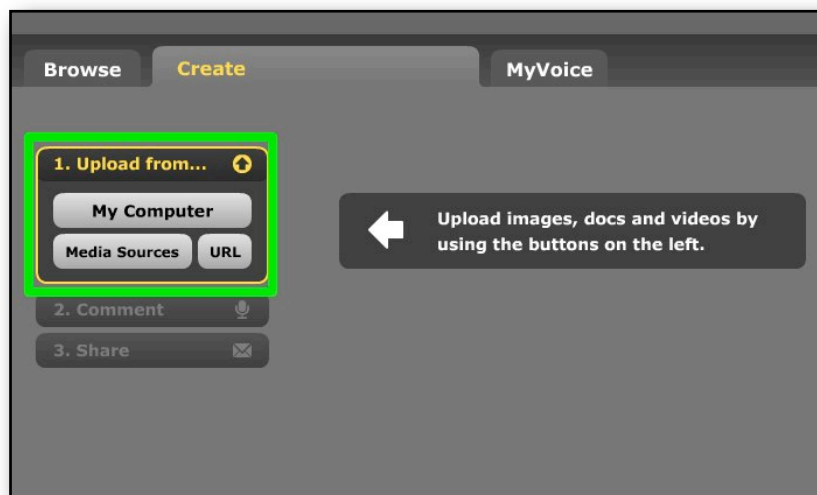 Browse
Create
MyVoice
1. Upload from...
My Computer
Media Sources
URL
Upload images, docs and videos by
using the buttons on the left.
2. Comment
3. Share